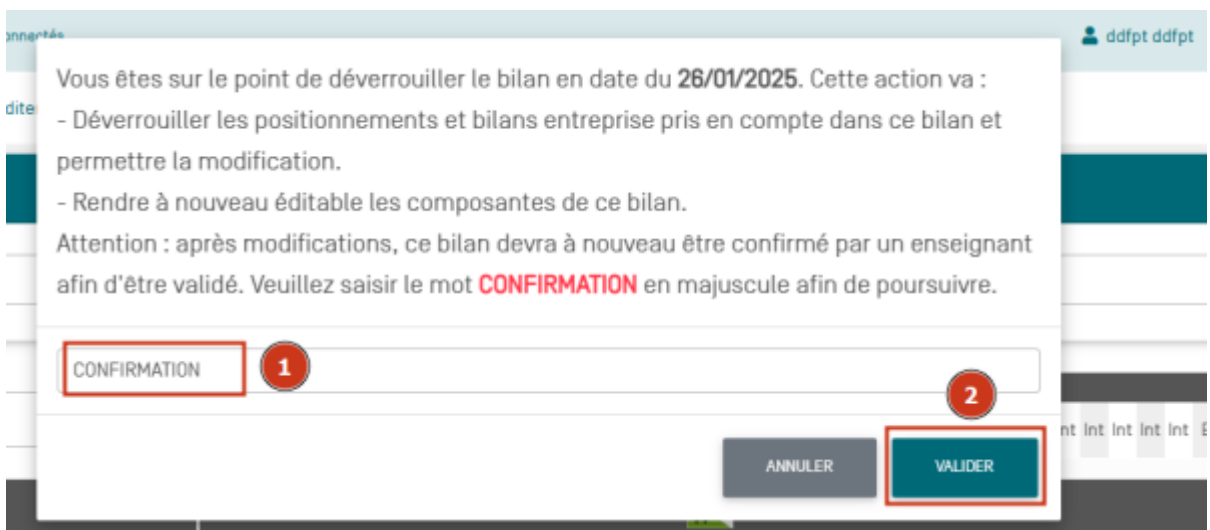 onnectés
ddfpt ddfpt
Vous êtes sur le point de déverrouiller le bilan en date du 26/01/2025. Cette action va :
- Déverrouiller les positionnements et bilans entreprise pris en compte dans ce bilan et
permettre la modification.
- Rendre à nouveau éditable les composantes de ce bilan.
Attention : après modifications, ce bilan devra à nouveau être confirmé par un enseignant
afin d'être validé. Veuillez saisir le mot CONFIRMATION en majuscule afin de poursuivre.
dite
CONFIRMATION
1
2
ANNULER
VALIDER
nt Int Int Int Int E